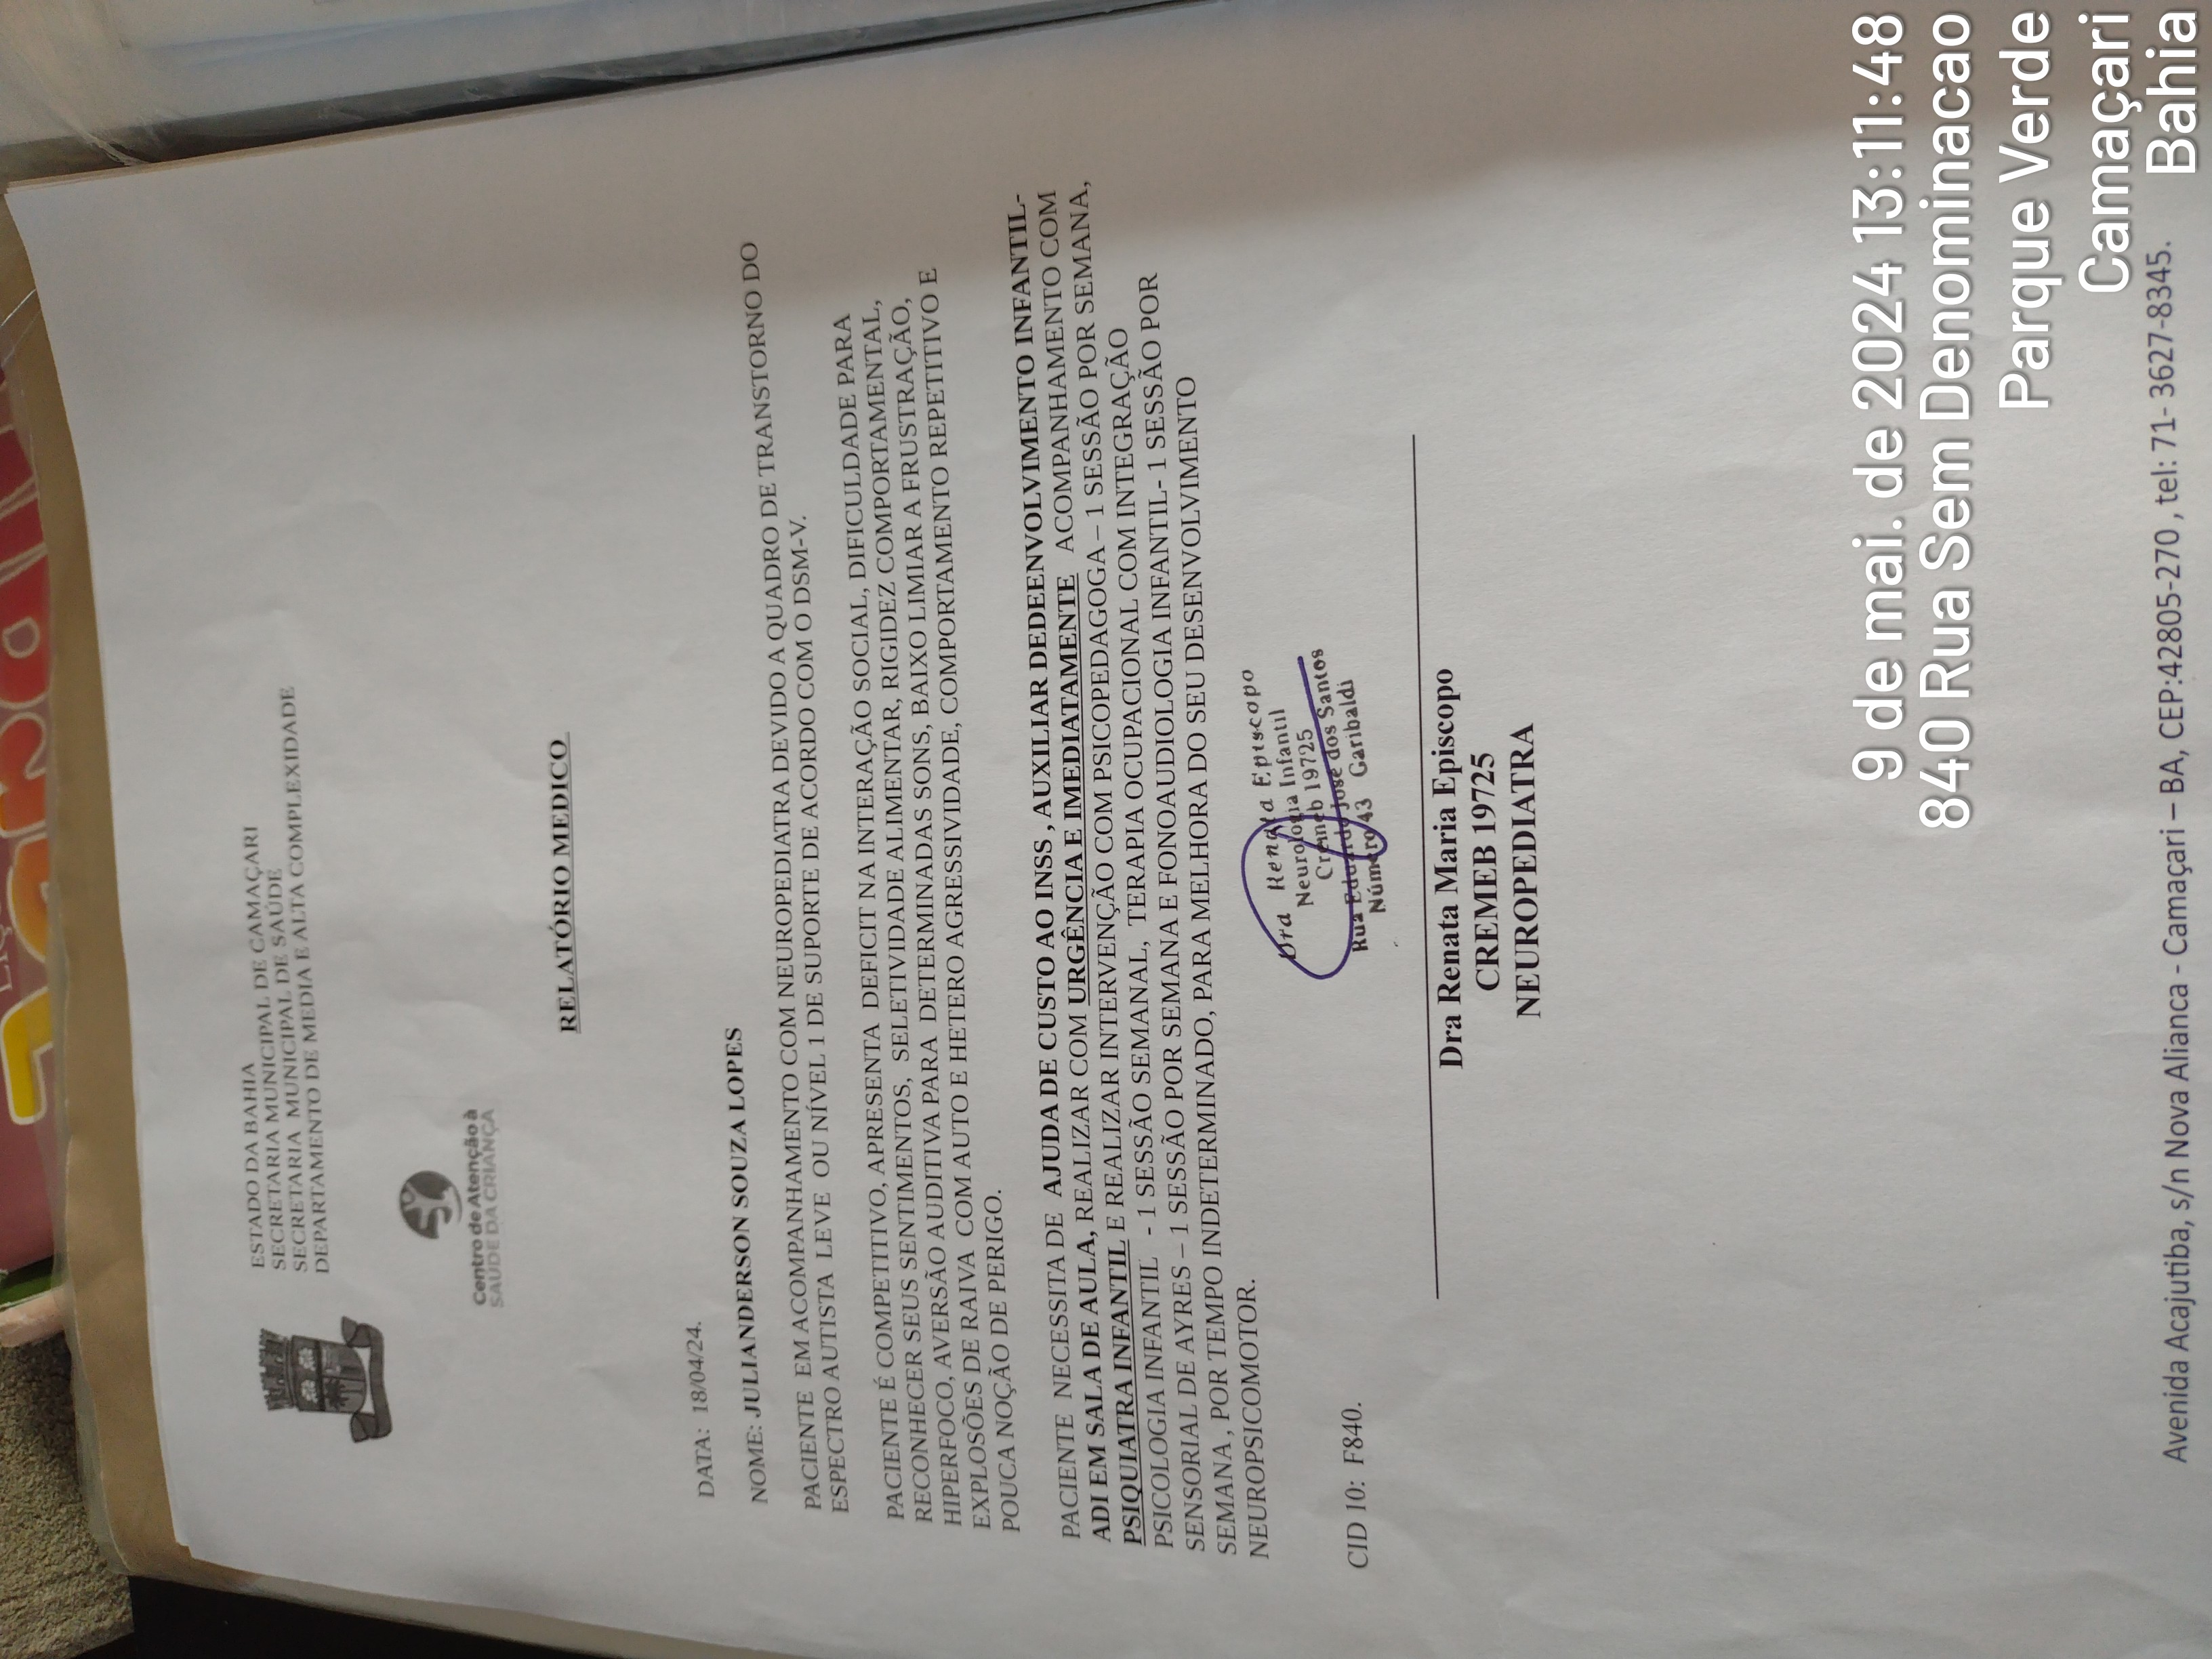 ESTADO DA BAHIA
SECRETARIA MUNICIPAL DE CAMAÇARI
SECRETARIA MUNICIPAL DE SAÚDE
DEPARTAMENTO DE MEDIA E ALTA COMPLEXIDADE
Centro de Atenção à
SAÚDE DA CRIANÇA
RELATÓRIO MEDICO
DATA: 18/04/24.
NOME: JULIANDERSON SOUZA LOPES
PACIENTE EM ACOMPANHAMENTO COM NEUROPEDIATRA DEVIDO A QUADRO DE TRANSTORNO DO
ESPECTRO AUTISTA LEVE OU NÍVEL 1 DE SUPORTE DE ACORDO COM O DSM-V.
PACIENTE É COMPETITIVO, APRESENTA DEFICIT NA INTERAÇÃO SOCIAL, DIFICULDADE PARA
RECONHECER SEUS SENTIMENTOS, SELETIVIDADE ALIMENTAR, RIGIDEZ COMPORTAMENTAL,
HIPERFOCO, AVERSÃO AUDITIVA PARA DETERMINADAS SONS, BAIXO LIMIAR A FRUSTRAÇÃO,
EXPLOSÕES DE RAIVA COM AUTO E HETERO AGRESSIVIDADE, COMPORTAMENTO REPETITIVO E
POUCA NOÇÃO DE PERIGO.
PACIENTE NECESSITA DE AJUDA DE CUSTO AO INSS , AUXILIAR DEDEENVOLVIMENTO INFANTIL-
ADI EM SALA DE AULA, REALIZAR COM URGÊNCIA E IMEDIATAMENTE ACOMPANHAMENTO COM
PSIQUIATRA INFANTIL E REALIZAR INTERVENÇÃO COM PSICOPEDAGOGA – 1 SESSÃO POR SEMANA,
PSICOLOGIA INFANTIL - 1 SESSÃO SEMANAL, TERAPIA OCUPACIONAL COM INTEGRAÇÃO
SENSORIAL DE AYRES – 1 SESSÃO POR SEMANA E FONOAUDIOLOGIA INFANTIL- 1 SESSÃO POR
SEMANA , POR TEMPO INDETERMINADO, PARA MELHORA DO SEU DESENVOLVIMENTO
NEUROPSICOMOTOR.
Dra Renata Episcopo
Neurologia Infantil
Cremeb 19725
Rua Eduardo José dos Santos
Número 43 Garibaldi
CID 10: F840.
Dra Renata Maria Episcopo
CREMEB 19725
NEUROPEDIATRA
9 de mai. de 2024 13:11:48
840 Rua Sem Denominacao
Parque Verde
Camaçari
Bahia
Avenida Acajutiba, s/n Nova Alianca - Camaçari – BA, CEP:42805-270 , tel: 71- 3627-8345.